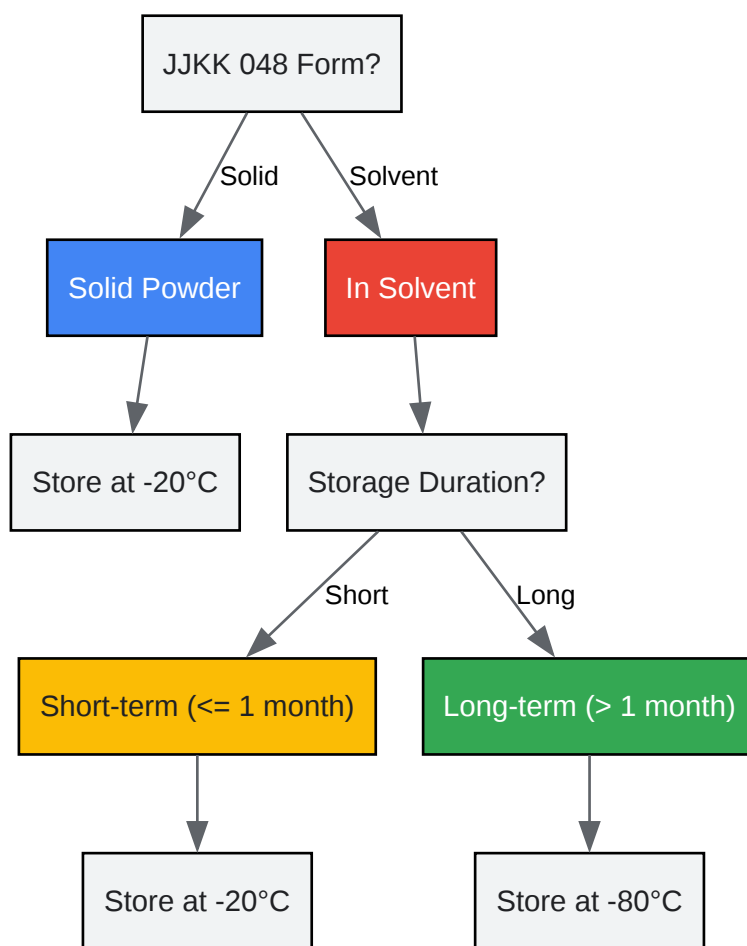 JJKK 048 Form?
Solid
Solvent
Solid Powder
In Solvent
Store at -20°C
Storage Duration?
Short
Long
Short-term (<= 1 month)
Long-term (> 1 month)
Store at -20°C
Store at -80°C